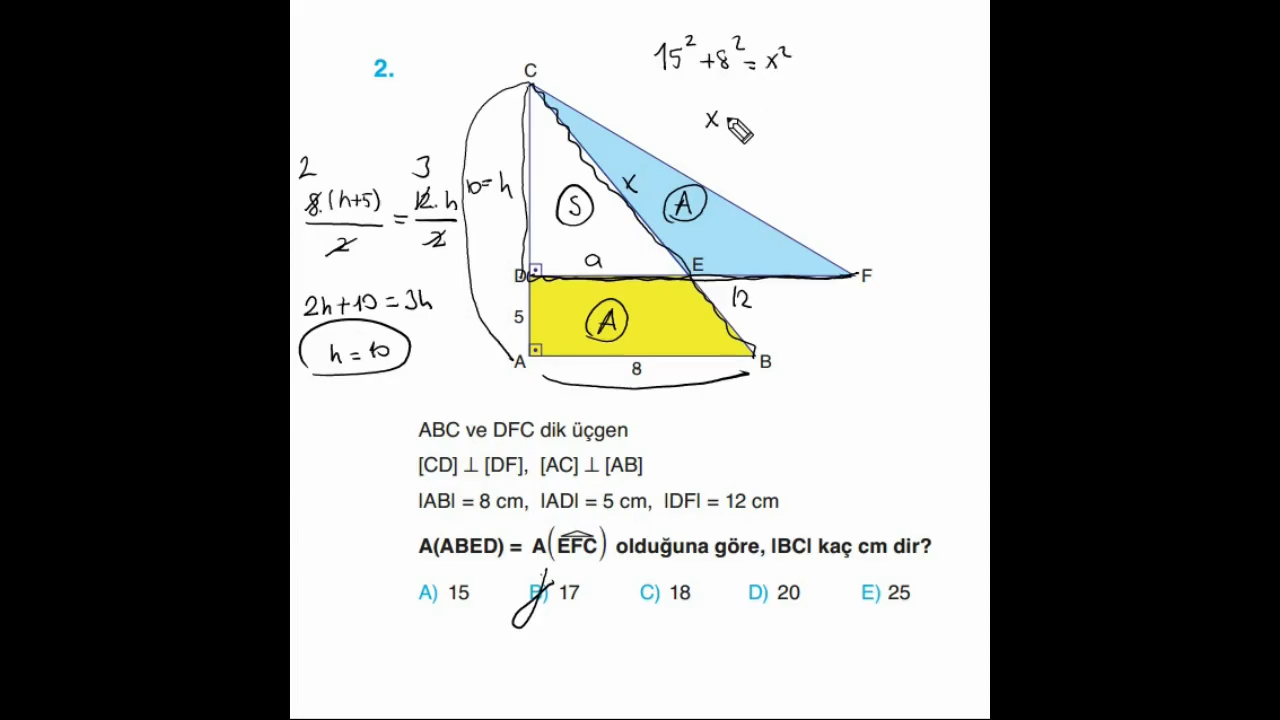 2.
15² + 8² = x²
x
C
2 3
8.(h+5)/2 = 12.h/2
2h+10=3h
h = 10
10=h
S
x
A
a
D
E
F
12
5
A
A
8
B
ABC ve DFC dik üçgen
[CD] ⊥ [DF], [AC] ⊥ [AB]
|AB| = 8 cm, |AD| = 5 cm, |DF| = 12 cm
A(ABED) = A(EFC) olduğuna göre, |BC| kaç cm dir?
A) 15 B) 17 C) 18 D) 20 E) 25